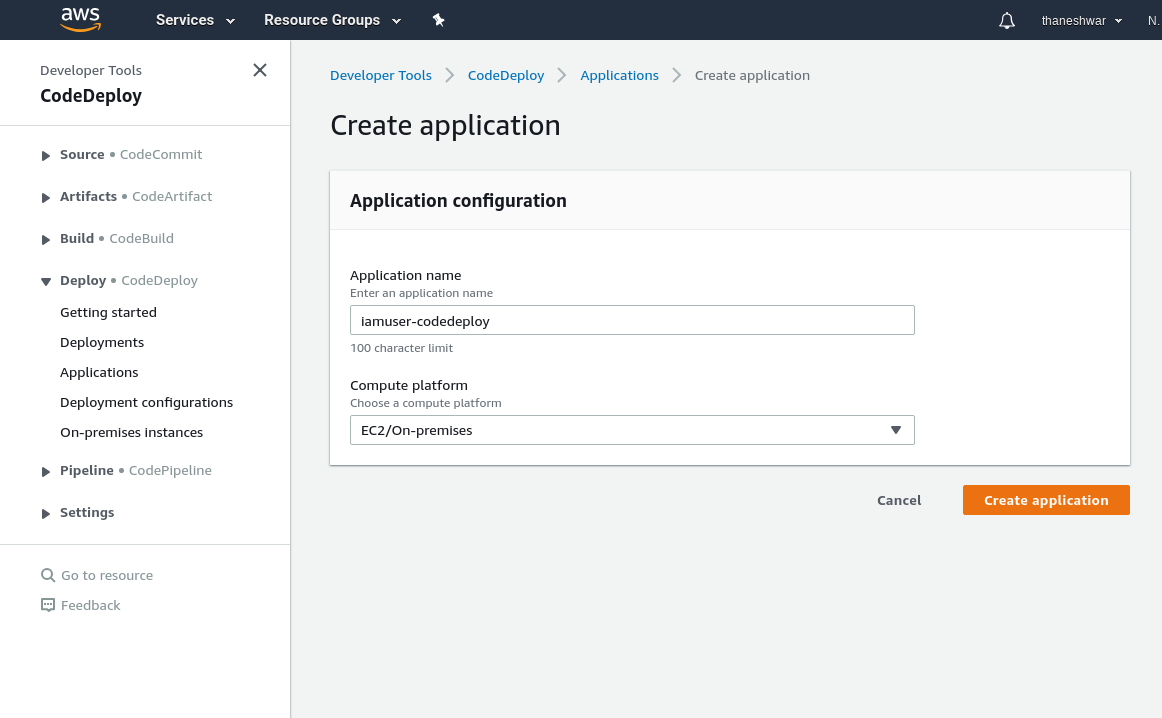 aws Services Resource Groups thaneshwar N.
Developer Tools
CodeDeploy
Source • CodeCommit
Artifacts • CodeArtifact
Build • CodeBuild
Deploy • CodeDeploy
Getting started
Deployments
Applications
Deployment configurations
On-premises instances
Pipeline • CodePipeline
Settings
Go to resource
Feedback
Developer Tools > CodeDeploy > Applications > Create application
Create application
Application configuration
Application name
Enter an application name
iamuser-codedeploy
100 character limit
Compute platform
Choose a compute platform
EC2/On-premises
Cancel Create application